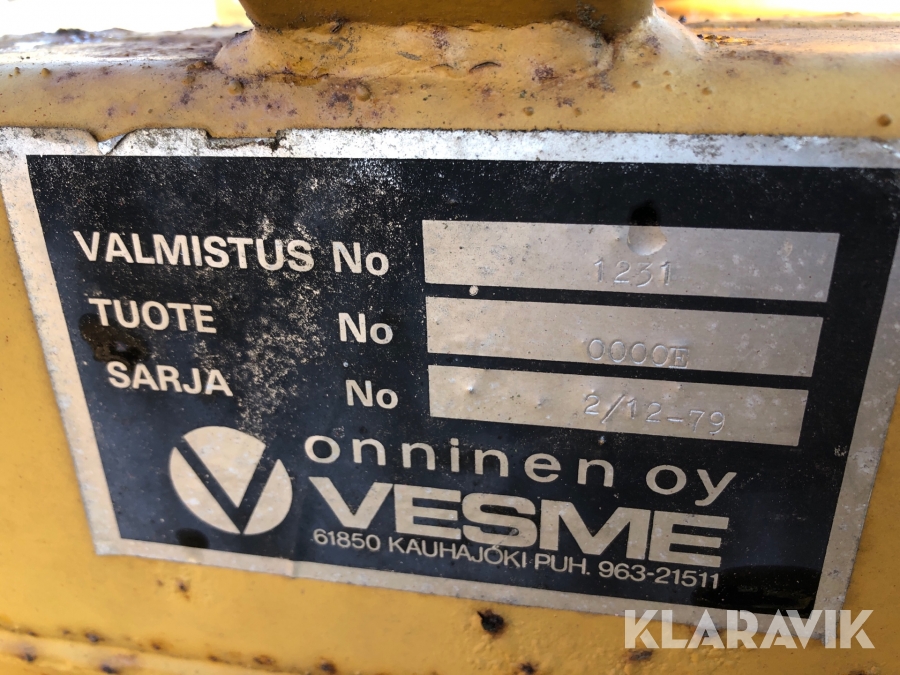 VALMISTUS No 1231
TUOTE No 0000E
SARJA No 2/12-79
onninen oy
VESME
61850 KAUHAJOKI PUH. 963-21511
KLARAVIK